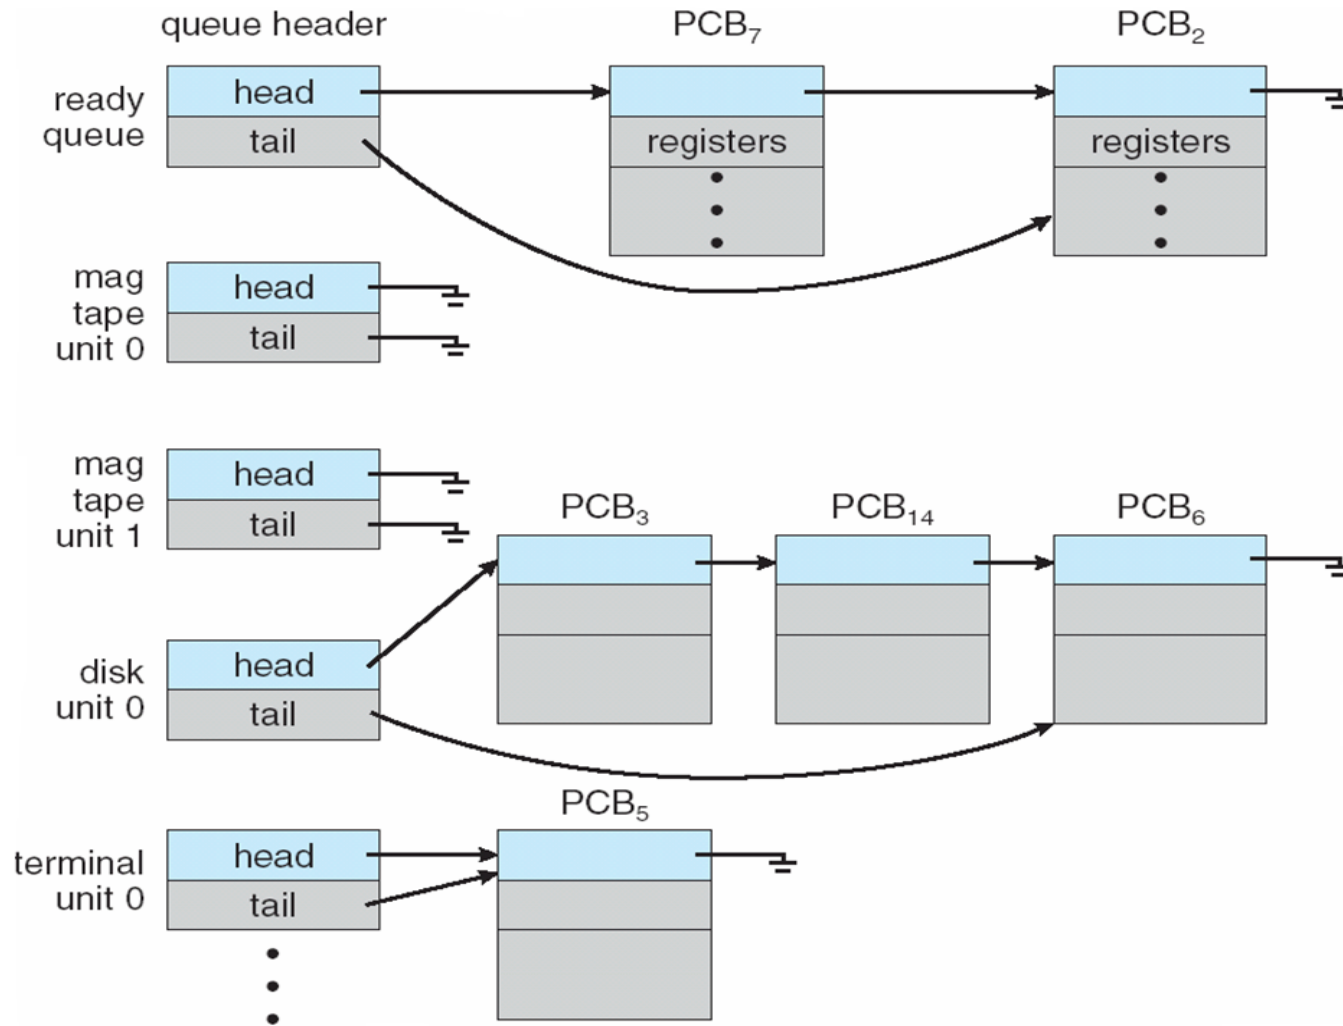 queue header
PCB₇
PCB₂
ready
queue
head
tail
registers
registers
mag
tape
unit 0
head
tail
mag
tape
unit 1
head
tail
PCB₃
PCB₁₄
PCB₆
disk
unit 0
head
tail
PCB₅
terminal
unit 0
head
tail